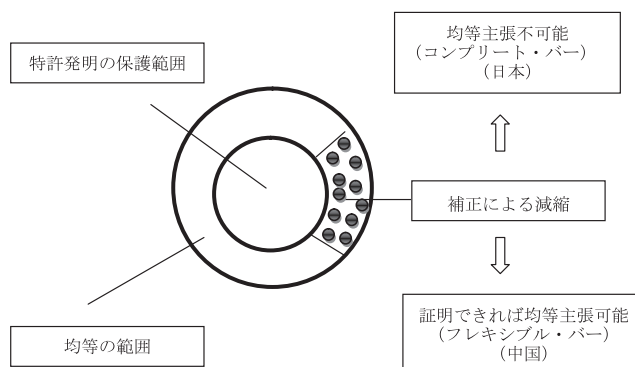 均等主張不可能
(コンプリート・バー)
(日本)
特許発明の保護範囲
補正による減縮
均等の範囲
証明できれば均等主張可能
(フレキシブル・バー)
(中国)